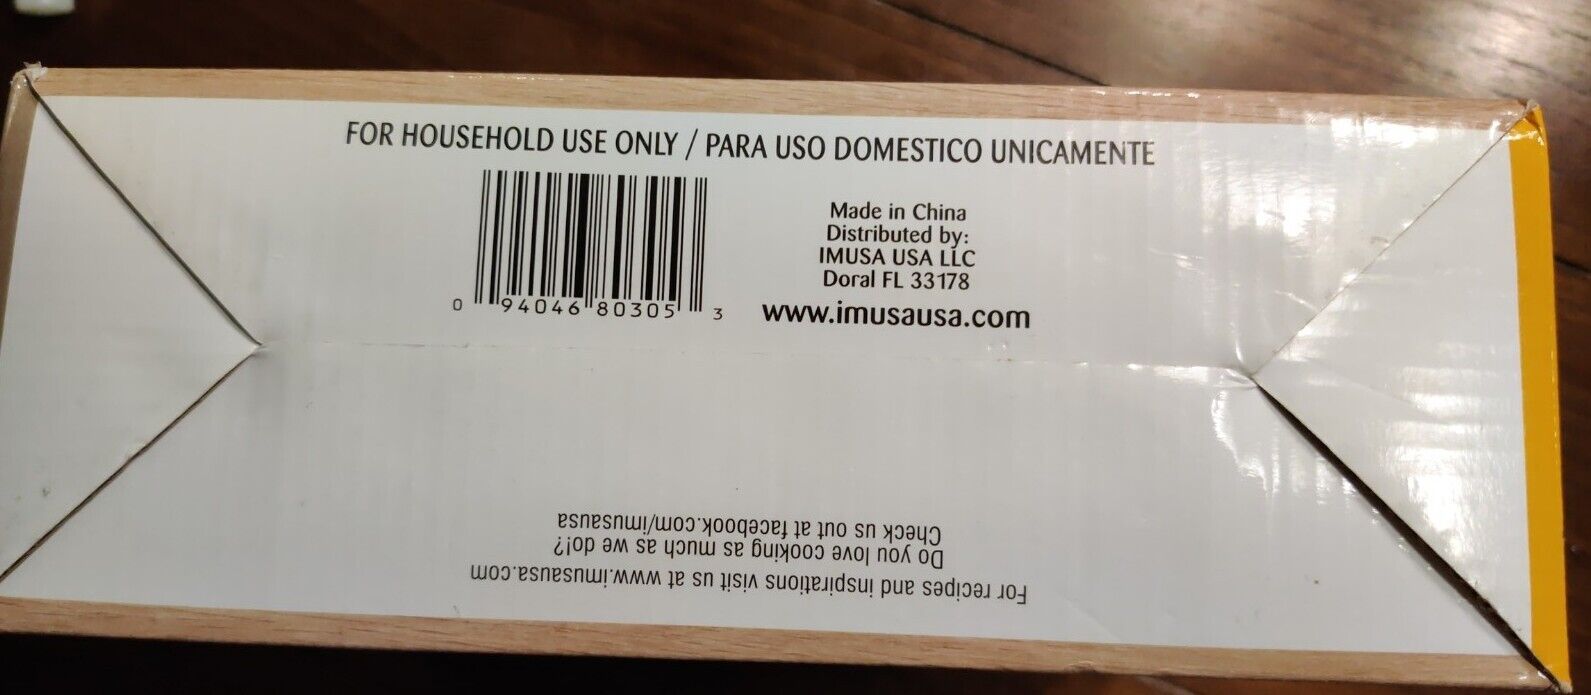 FOR HOUSEHOLD USE ONLY / PARA USO DOMESTICO UNICAMENTE
Made in China
Distributed by:
IMUSA USA LLC
Doral FL 33178
www.imusausa.com
0 94046 80305 3
For recipes and inspirations visit us at www.imusausa.com
Do you love cooking as much as we do!?
Check us out at facebook.com/imusausa